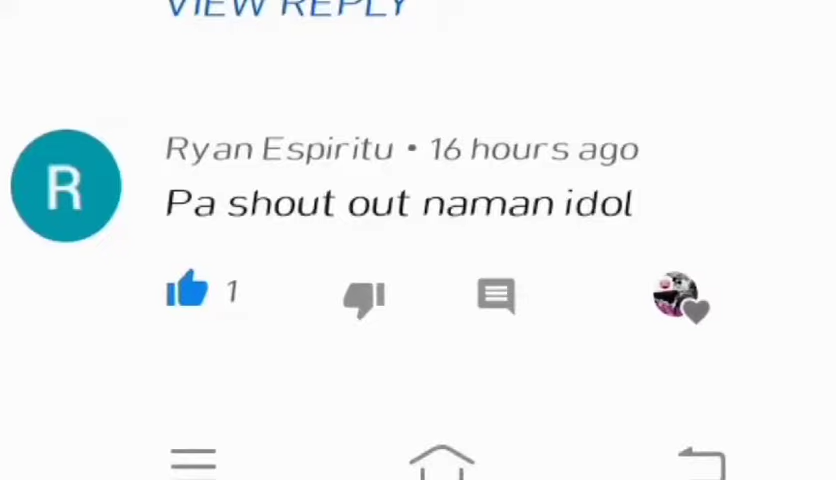 VIEW REPLY
R
Ryan Espiritu • 16 hours ago
Pa shout out naman idol
1